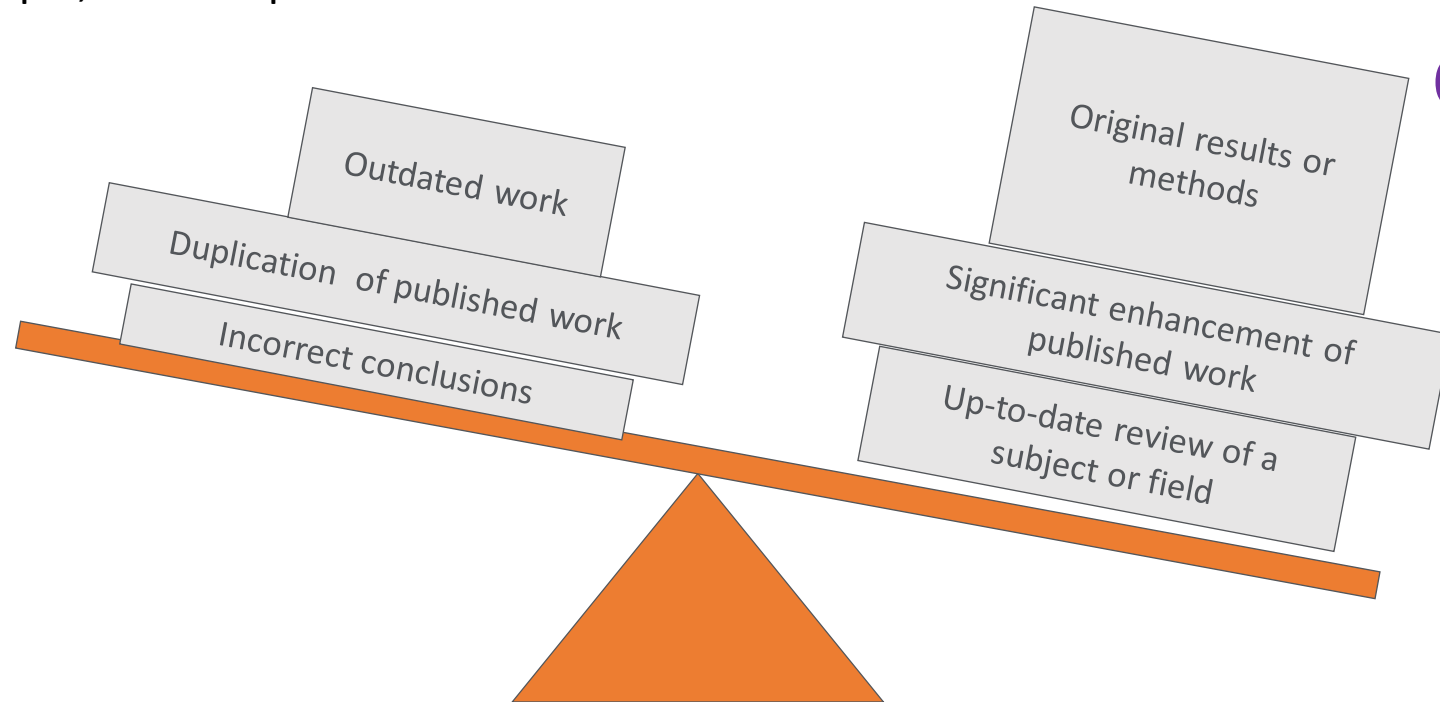 Outdated work
Duplication of published work
Incorrect conclusions
Original results or
methods
Significant enhancement of
published work
Up-to-date review of a
subject or field